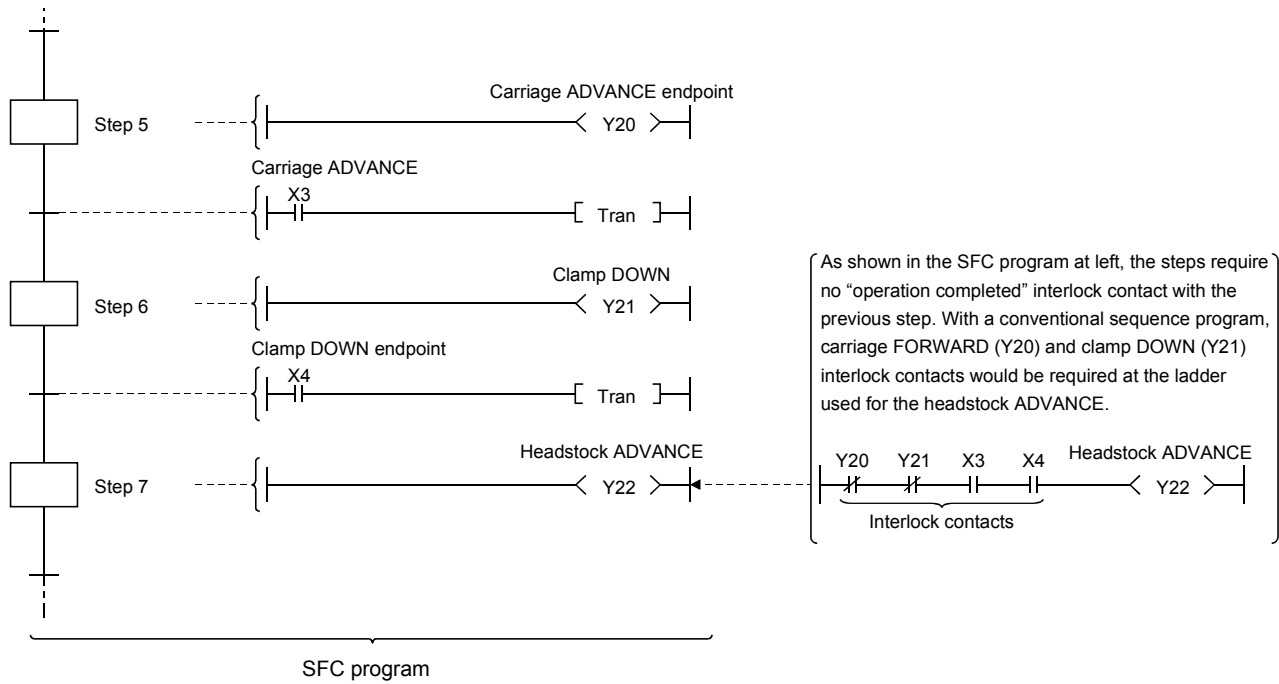 Carriage ADVANCE endpoint
Step 5
Y20
Carriage ADVANCE
X3
Tran
Clamp DOWN
Step 6
Y21
Clamp DOWN endpoint
X4
Tran
Headstock ADVANCE
Step 7
Y22
As shown in the SFC program at left, the steps require
no “operation completed” interlock contact with the
previous step. With a conventional sequence program,
carriage FORWARD (Y20) and clamp DOWN (Y21)
interlock contacts would be required at the ladder
used for the headstock ADVANCE.
Y20 Y21 X3 X4 Headstock ADVANCE
Y22
Interlock contacts
SFC program